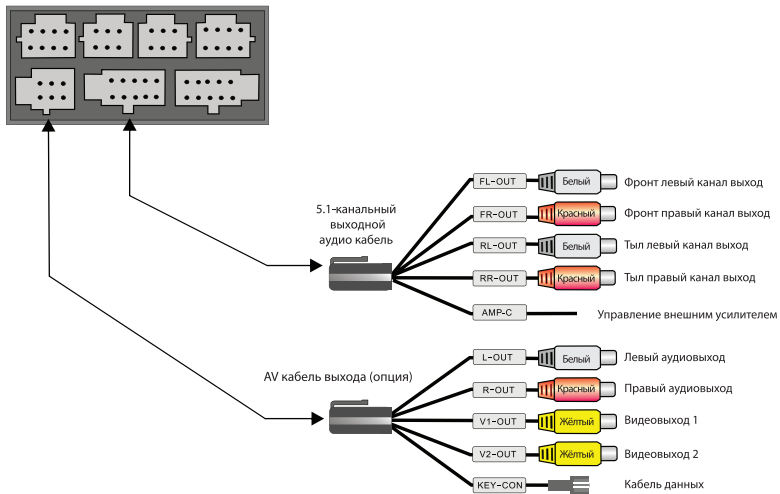 FL-OUT Белый Фронт левый канал выход
5.1-канальный
выходной
аудио кабель
FR-OUT Красный Фронт правый канал выход
RL-OUT Белый Тыл левый канал выход
RR-OUT Красный Тыл правый канал выход
AMP-C Управление внешним усилителем
AV кабель выхода (опция)
L-OUT Белый Левый аудиовыход
R-OUT Красный Правый аудиовыход
V1-OUT Жёлтый Видеовыход 1
V2-OUT Жёлтый Видеовыход 2
KEY-CON Кабель данных